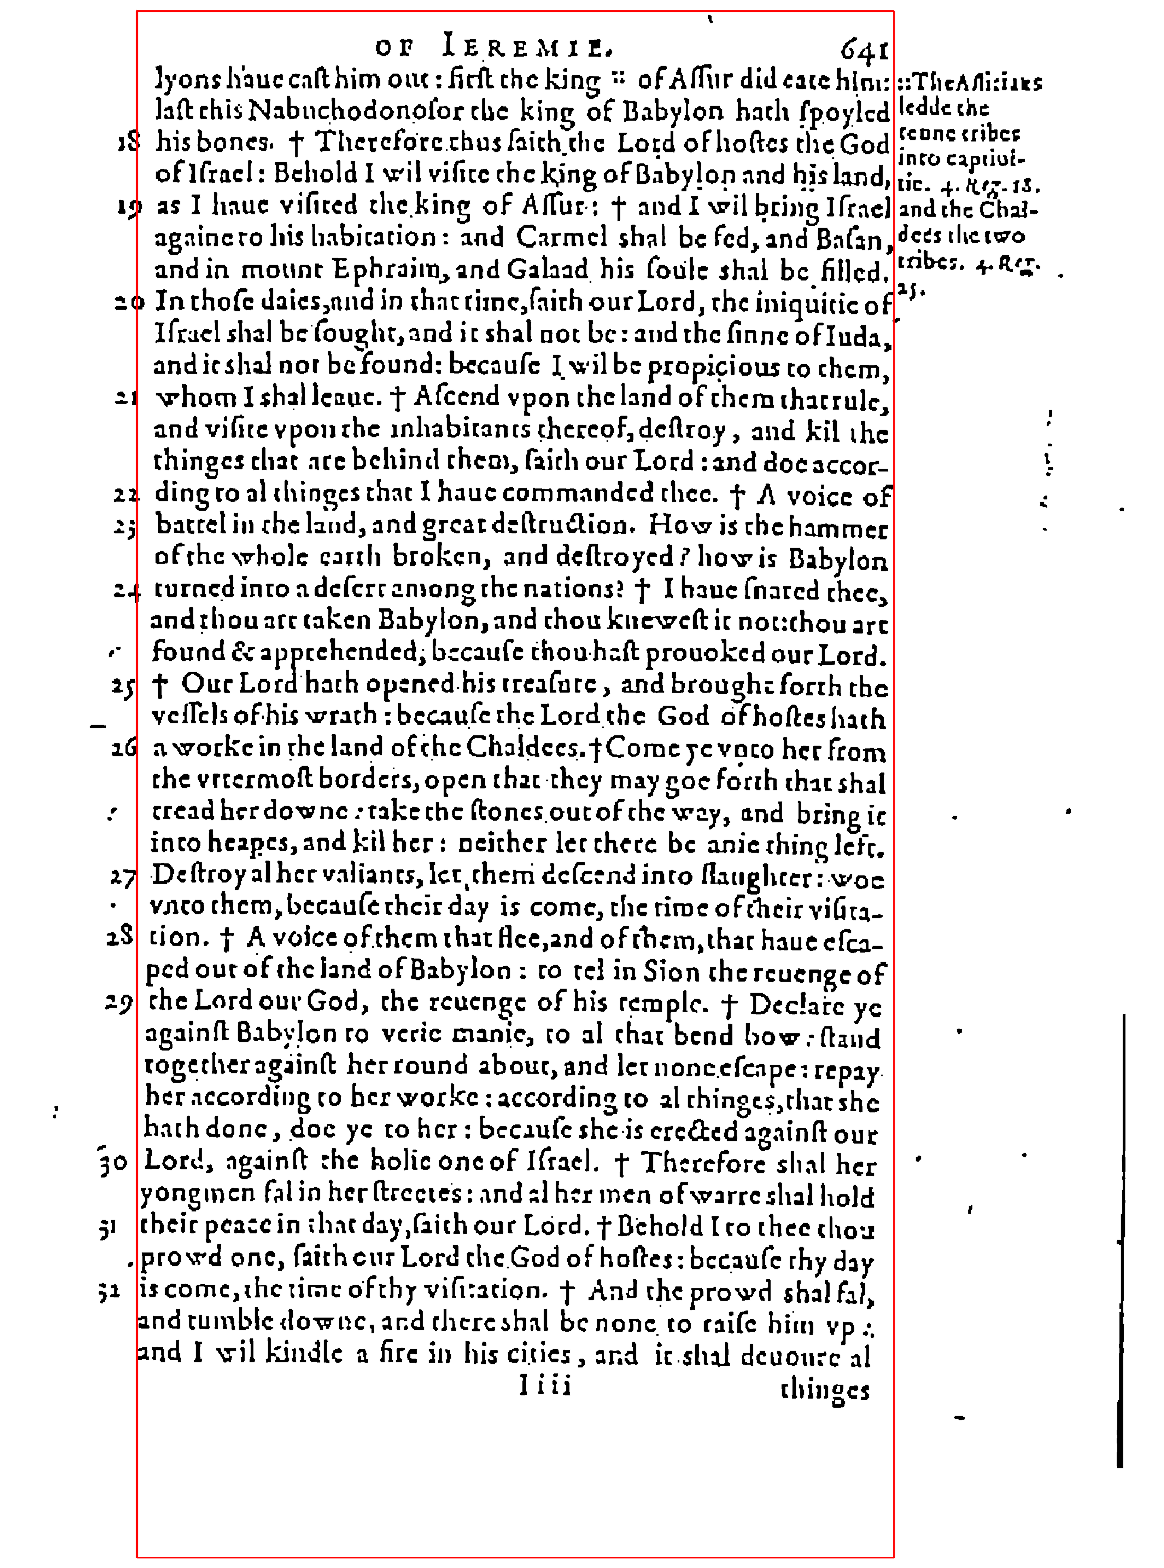 OF IEREMIE. 641
lyons haue caſt him out : firſt the king :: of Aſſur did eate him:
laſt this Nabuchodonoſor the king of Babylon hath ſpoyled
18 his bones. † Therefore thus ſaith the Lord of hoſtes the God
of Iſrael : Behold I wil viſite the king of Babylon and his land,
19 as I haue viſited the king of Aſſur : † and I wil bring Iſrael
againe to his habitation : and Carmel shal be fed, and Baſan,
and in mount Ephraim, and Galaad his ſoule shal be filled.
20 In thoſe daies, and in that time, ſaith our Lord, the iniquitie of
Iſrael shal be ſought, and it shal not be : and the ſinne of Iuda,
and it shal not be found: becauſe I wil be propicious to them,
21 whom I shal leaue. † Aſcend vpon the land of them that rule,
and viſite vpon the inhabitants thereof, deſtroy, and kil the
thinges that are behind them, ſaith our Lord : and doe accor-
22 ding to al thinges that I haue commanded thee. † A voice of
23 battel in the land, and great deſtruction. How is the hammer
of the whole earth broken, and deſtroyed ? how is Babylon
24 turned into a deſert among the nations? † I haue ſnared thee,
and thou art taken Babylon, and thou kneweſt it not: thou art
found & apprehended, becauſe thou haſt prouoked our Lord.
25 † Our Lord hath opened his treaſure, and brought forth the
veſſels of his wrath : becauſe the Lord the God of hoſtes hath
26 a worke in the land of the Chaldees. † Come ye vnto her from
the vttermoſt borders, open that they may goe forth that shal
tread her downe : take the ſtones out of the way, and bring it
into heapes, and kil her : neither let there be anie thing left.
27 Deſtroy al her valiants, let them deſcend into ſlaughter : woe
vnto them, becauſe their day is come, the time of their viſita-
28 tion. † A voice of them that flee, and of them, that haue eſca-
ped out of the land of Babylon : to tel in Sion the reuenge of
29 the Lord our God, the reuenge of his temple. † Declare ye
againſt Babylon to verie manie, to al that bend bow : ſtand
together againſt her round about, and let none eſcape : repay
her according to her worke : according to al thinges, that she
hath done, doe ye to her : becauſe she is erected againſt our
30 Lord, againſt the holie one of Iſrael. † Therefore shal her
yongmen fal in her ſtreetes : and al her men of warre shal hold
31 their peace in that day, ſaith our Lord. † Behold I to thee thou
prowd one, ſaith our Lord the God of hoſtes : becauſe thy day
32 is come, the time of thy viſitation. † And the prowd shal fal,
and tumble downe, and there shal be none to raiſe him vp :
and I wil kindle a fire in his cities, and it shal deuoure al
Iiii thinges
:: The Aſſirians
ledde the
tenne tribes
into captiui-
tie. 4. Reg. 18.
and the Chal-
dees the two
tribes. 4. Reg.
25.